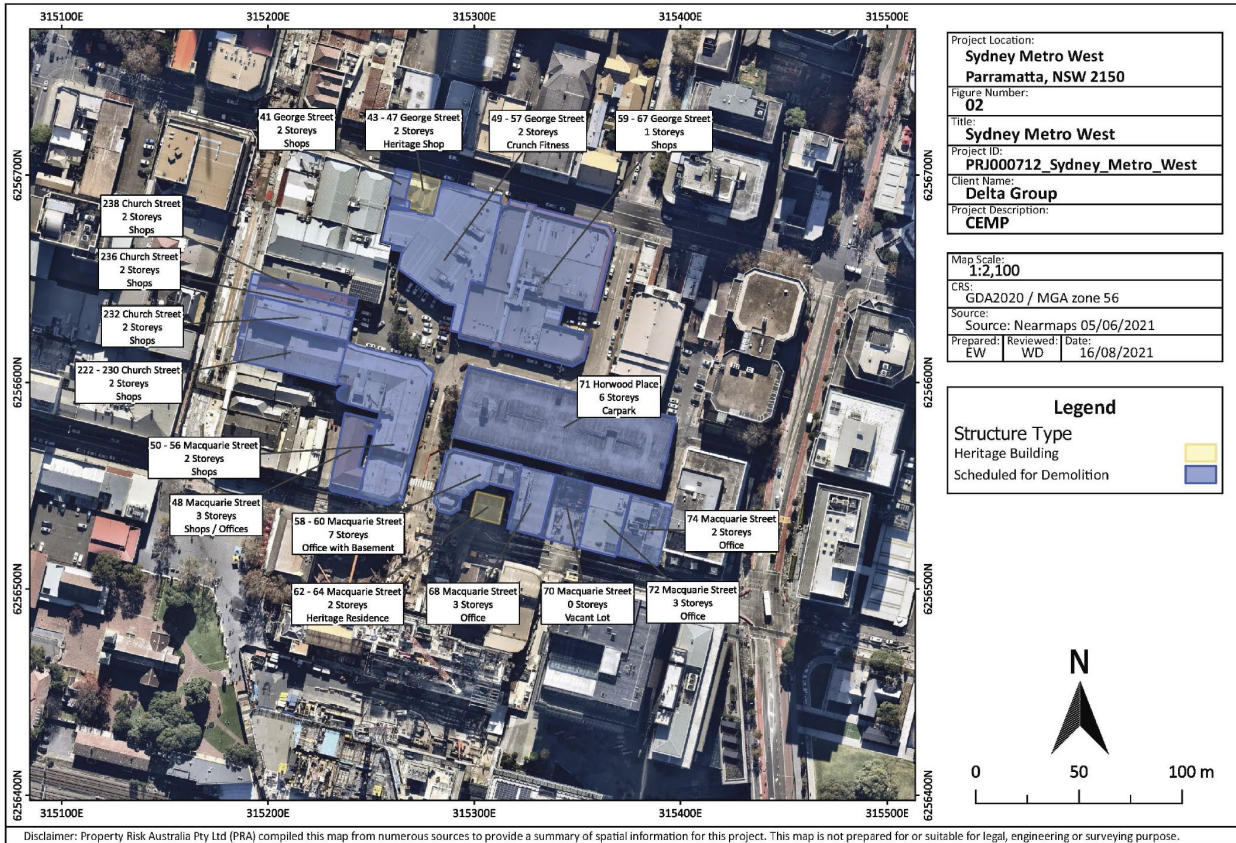 315100E 315200E 315300E 315400E 315500E
6256700N
6256600N
6256500N
6256400N
41 George Street
2 Storeys
Shops
43 - 47 George Street
2 Storeys
Heritage Shop
49 - 57 George Street
2 Storeys
Crunch Fitness
59 - 67 George Street
1 Storeys
Shops
238 Church Street
2 Storeys
Shops
236 Church Street
2 Storeys
Shops
232 Church Street
2 Storeys
Shops
222 - 230 Church Street
2 Storeys
Shops
71 Horwood Place
6 Storeys
Carpark
50 - 56 Macquarie Street
2 Storeys
Shops
48 Macquarie Street
3 Storeys
Shops / Offices
58 - 60 Macquarie Street
7 Storeys
Office with Basement
74 Macquarie Street
2 Storeys
Office
62 - 64 Macquarie Street
2 Storeys
Heritage Residence
68 Macquarie Street
3 Storeys
Office
70 Macquarie Street
0 Storeys
Vacant Lot
72 Macquarie Street
3 Storeys
Office
6256700N
6256600N
6256500N
6256400N
315100E 315200E 315300E 315400E 315500E
Project Location:
Sydney Metro West
Parramatta, NSW 2150
Figure Number:
02
Title:
Sydney Metro West
Project ID:
PRJ000712_Sydney_Metro_West
Client Name:
Delta Group
Project Description:
CEMP
Map Scale:
1:2,100
CRS:
GDA2020 / MGA zone 56
Source:
Source: Nearmaps 05/06/2021
Prepared: Reviewed: Date:
EW WD 16/08/2021
Legend
Structure Type
Heritage Building
Scheduled for Demolition
N
0 50 100 m
Disclaimer: Property Risk Australia Pty Ltd (PRA) compiled this map from numerous sources to provide a summary of spatial information for this project. This map is not prepared for or suitable for legal, engineering or surveying purpose.